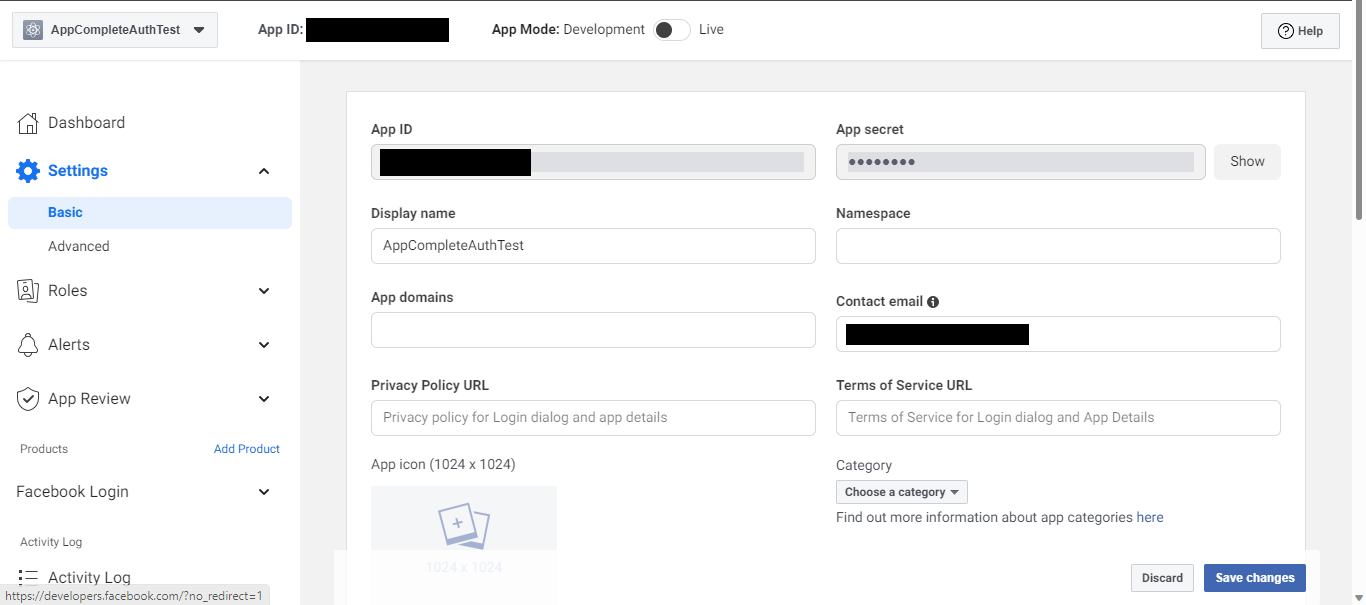 AppCompleteAuthTest
App ID:
App Mode: Development
Live
Help
Dashboard
Settings
Basic
Advanced
Roles
Alerts
App Review
Products
Add Product
Facebook Login
Activity Log
Activity Log
https://developers.facebook.com/?no_redirect=1
App ID
App secret
••••••••
Show
Display name
AppCompleteAuthTest
Namespace
App domains
Contact email
Privacy Policy URL
Privacy policy for Login dialog and app details
Terms of Service URL
Terms of Service for Login dialog and App Details
App icon (1024 x 1024)
1024 x 1024
Category
Choose a category
Find out more information about app categories here
Discard
Save changes